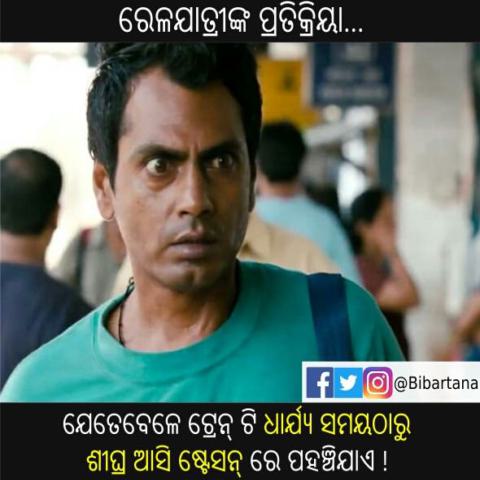 ରେଳଯାତ୍ରୀଙ୍କ ପ୍ରତିକ୍ରିୟା...
@Bibartana
ଯେତେବେଳେ ଟ୍ରେନ୍ ଟି ଧାର୍ଯ୍ୟ ସମୟଠାରୁ
ଶୀଘ୍ର ଆସି ଷ୍ଟେସନ୍ ରେ ପହଞ୍ଚିଯାଏ !